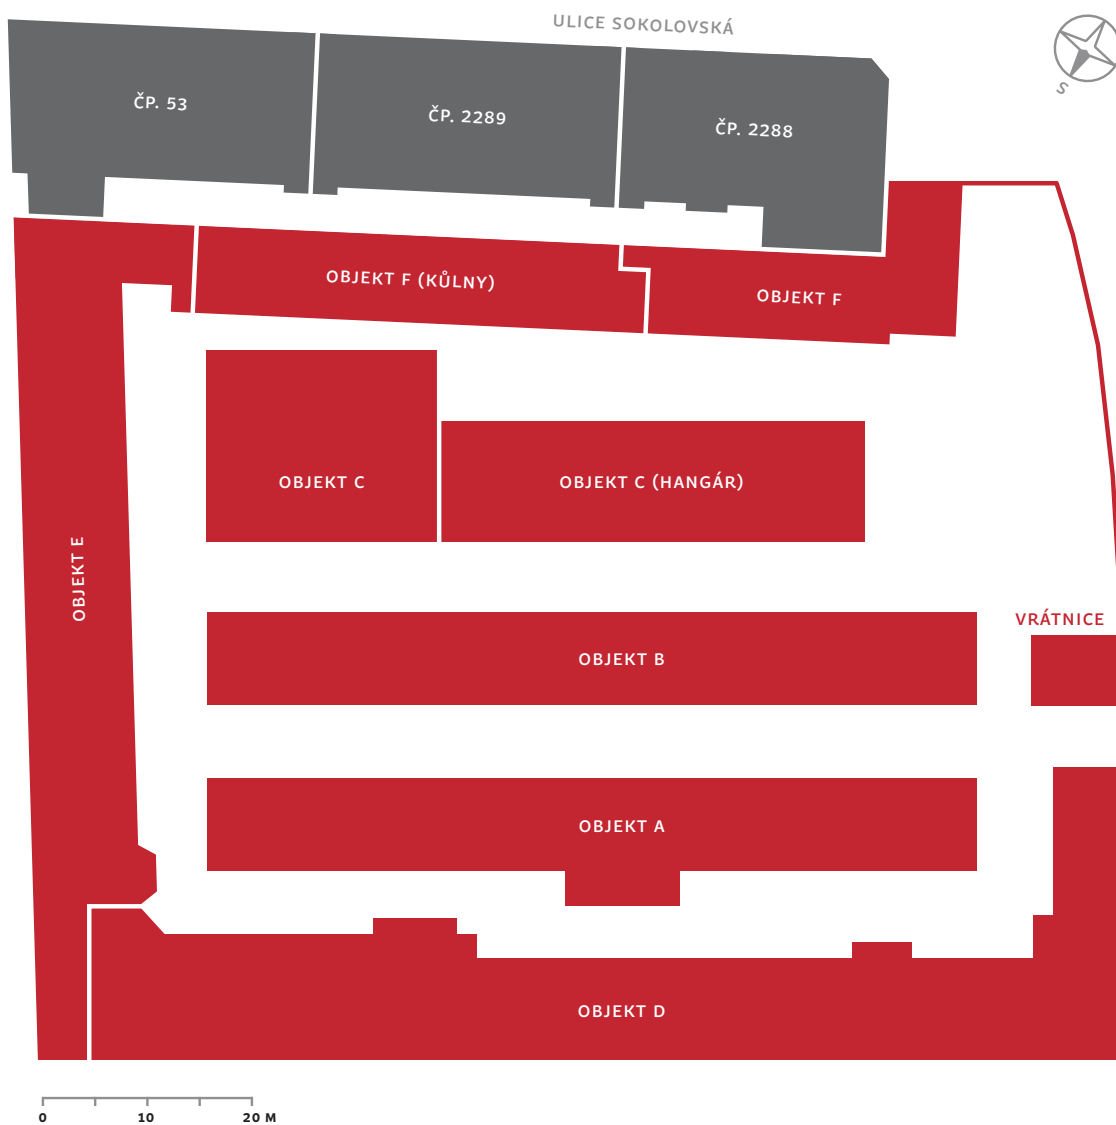 ULICE SOKOLOVSKÁ
S
ČP. 53
ČP. 2289
ČP. 2288
OBJEKT F (KŮLNY)
OBJEKT F
OBJEKT C
OBJEKT C (HANGÁR)
OBJEKT E
VRÁTNICE
OBJEKT B
OBJEKT A
OBJEKT D
0 10 20 M